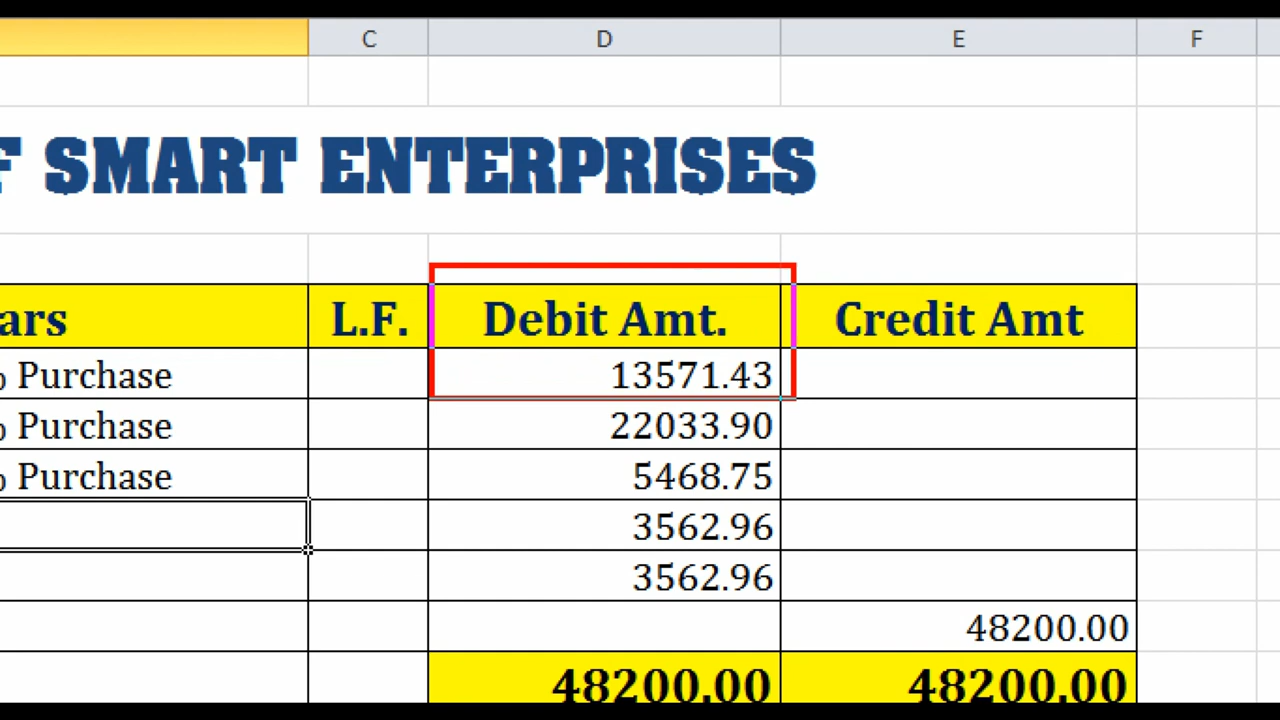 C D E F
SMART ENTERPRISES
L.F. Debit Amt. Credit Amt
Purchase 13571.43
Purchase 22033.90
Purchase 5468.75
3562.96
3562.96
48200.00
48200.00 48200.00